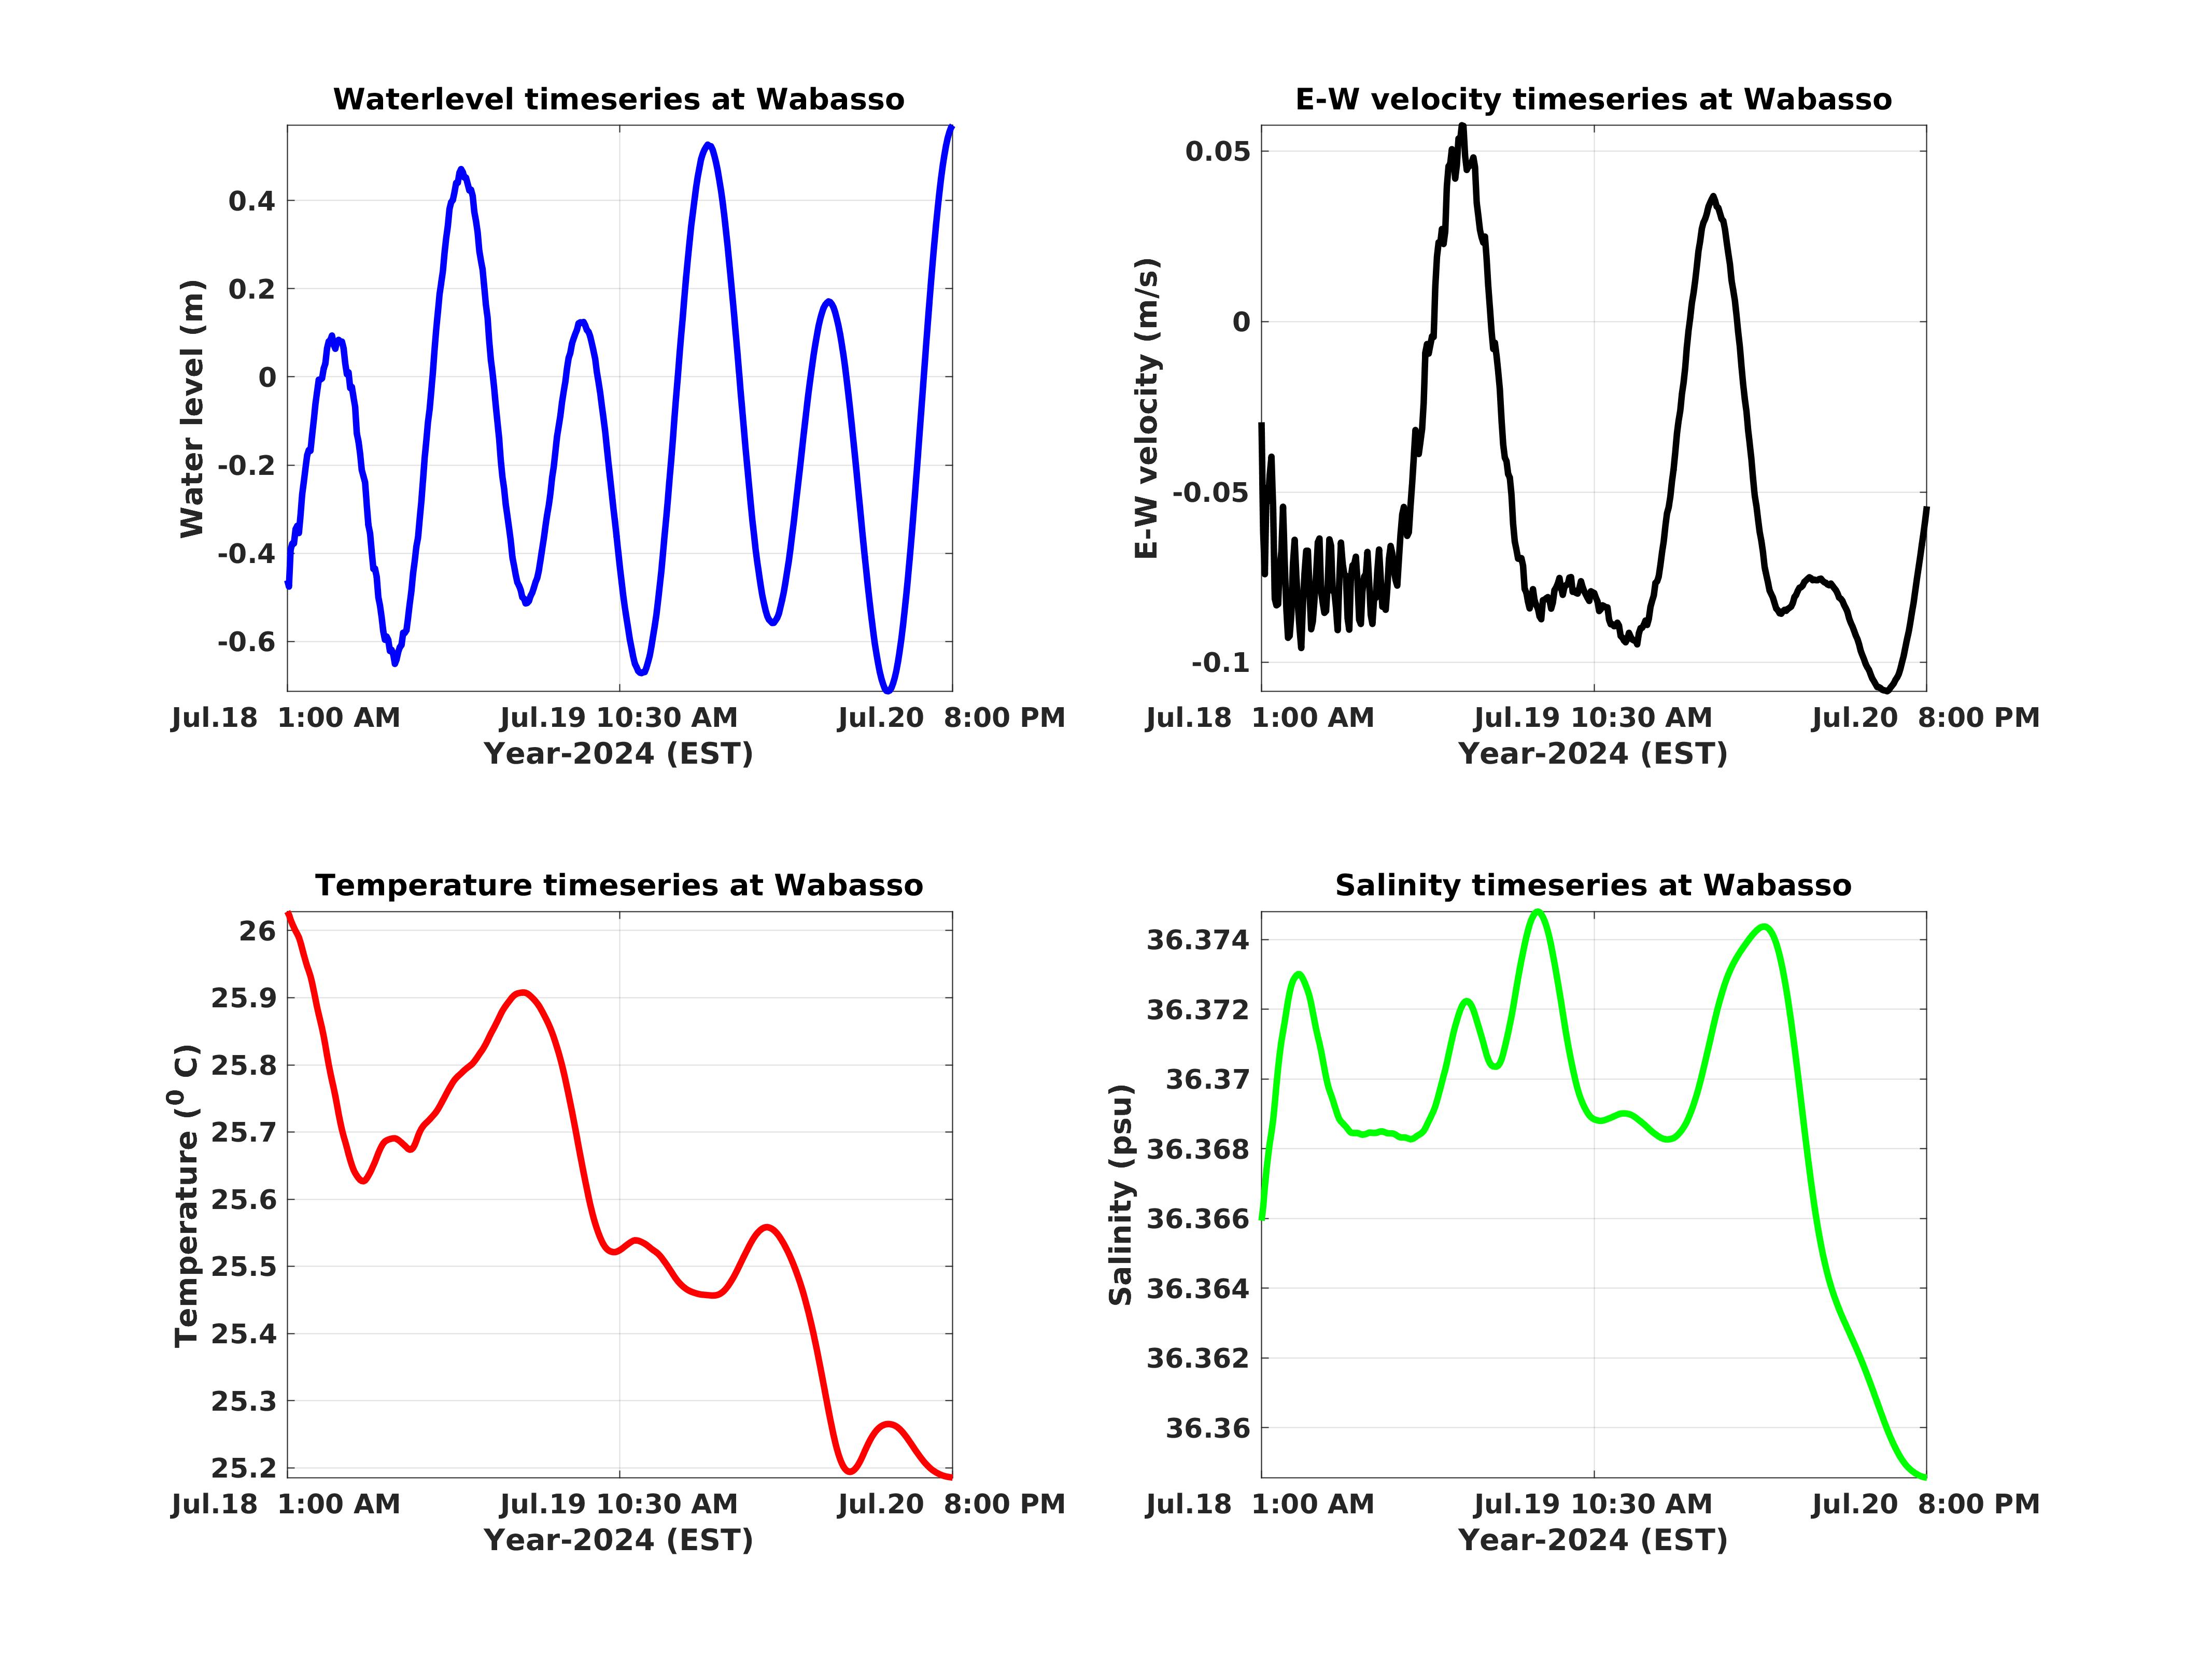 Waterlevel timeseries at Wabasso
0.4
0.2
0
-0.2
-0.4
-0.6
Water level (m)
Jul.18  1:00 AM
Jul.19 10:30 AM
Jul.20  8:00 PM
Year-2024 (EST)
E-W velocity timeseries at Wabasso
0.05
0
-0.05
-0.1
E-W velocity (m/s)
Jul.18  1:00 AM
Jul.19 10:30 AM
Jul.20  8:00 PM
Year-2024 (EST)
Temperature timeseries at Wabasso
26
25.9
25.8
25.7
25.6
25.5
25.4
25.3
25.2
Temperature (⁰ C)
Jul.18  1:00 AM
Jul.19 10:30 AM
Jul.20  8:00 PM
Year-2024 (EST)
Salinity timeseries at Wabasso
36.374
36.372
36.37
36.368
36.366
36.364
36.362
36.36
Salinity (psu)
Jul.18  1:00 AM
Jul.19 10:30 AM
Jul.20  8:00 PM
Year-2024 (EST)